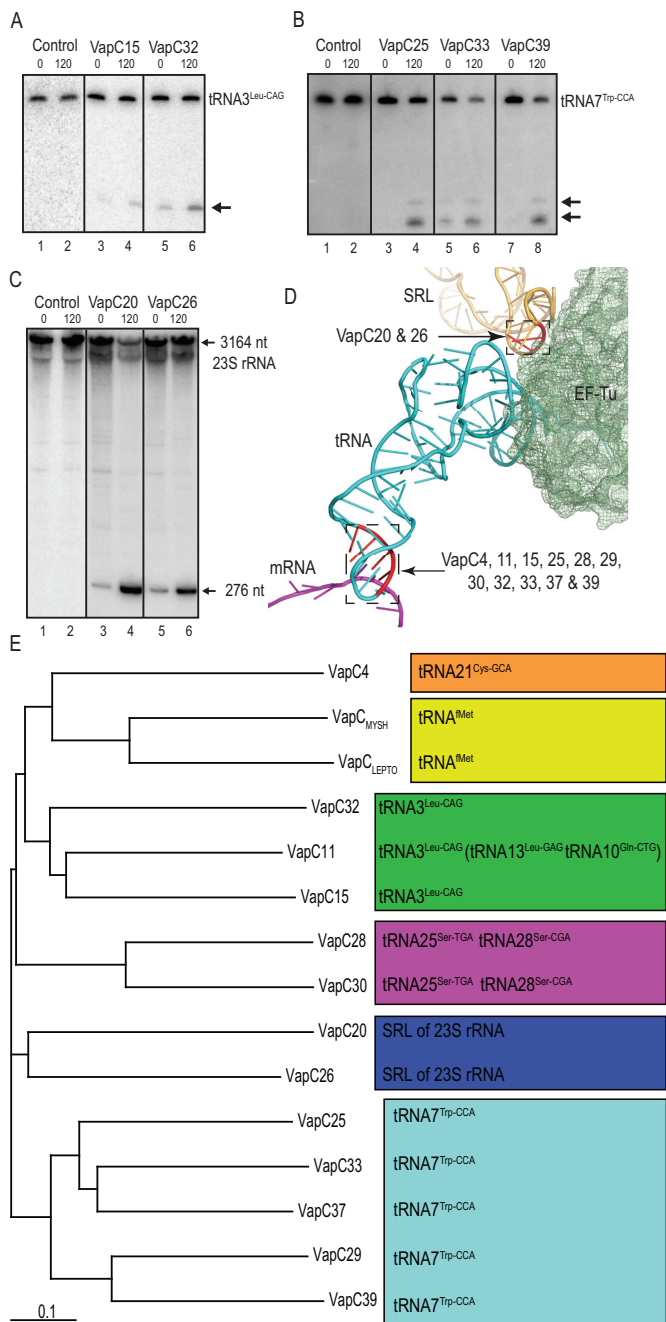 A
Control VapC15 VapC32
0 120 0 120 0 120
tRNA3Leu-CAG
1 2 3 4 5 6
B
Control VapC25 VapC33 VapC39
0 120 0 120 0 120 0 120
tRNA7Trp-CCA
1 2 3 4 5 6 7 8
C
Control VapC20 VapC26
0 120 0 120 0 120
3164 nt
23S rRNA
276 nt
1 2 3 4 5 6
D
SRL
VapC20 & 26
EF-Tu
tRNA
mRNA
VapC4, 11, 15, 25, 28, 29,
30, 32, 33, 37 & 39
E
VapC4 tRNA21Cys-GCA
VapCMYSH tRNAfMet
VapCLEPTO tRNAfMet
VapC32 tRNA3Leu-CAG
VapC11 tRNA3Leu-CAG (tRNA13Leu-GAG tRNA10Gln-CTG)
VapC15 tRNA3Leu-CAG
VapC28 tRNA25Ser-TGA tRNA28Ser-CGA
VapC30 tRNA25Ser-TGA tRNA28Ser-CGA
VapC20 SRL of 23S rRNA
VapC26 SRL of 23S rRNA
VapC25 tRNA7Trp-CCA
VapC33 tRNA7Trp-CCA
VapC37 tRNA7Trp-CCA
VapC29 tRNA7Trp-CCA
VapC39 tRNA7Trp-CCA
0.1